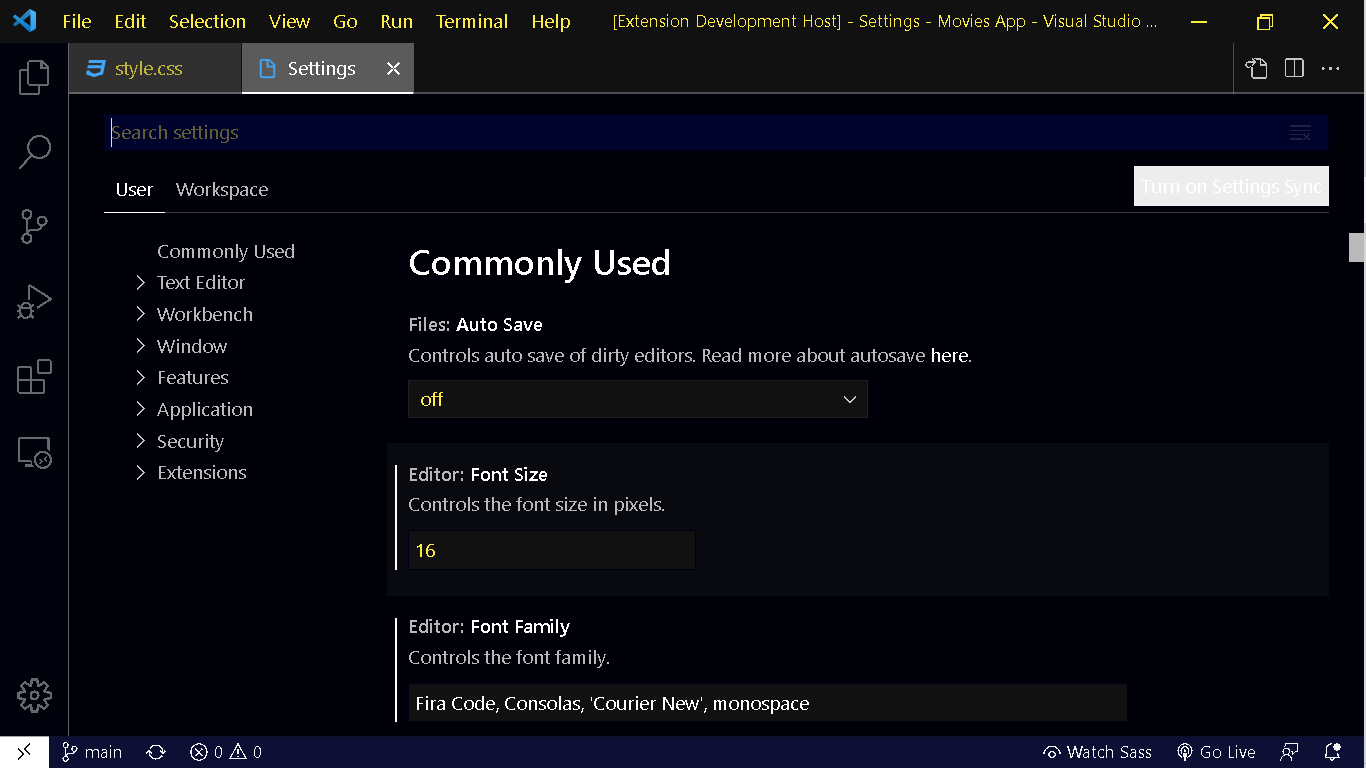 File Edit Selection View Go Run Terminal Help [Extension Development Host] - Settings - Movies App - Visual Studio ...
style.css Settings
Search settings
User Workspace Turn on Settings Sync
Commonly Used
Text Editor
Workbench
Window
Features
Application
Security
Extensions
Commonly Used
Files: Auto Save
Controls auto save of dirty editors. Read more about autosave here.
off
Editor: Font Size
Controls the font size in pixels.
16
Editor: Font Family
Controls the font family.
Fira Code, Consolas, 'Courier New', monospace
main 0 0 Watch Sass Go Live